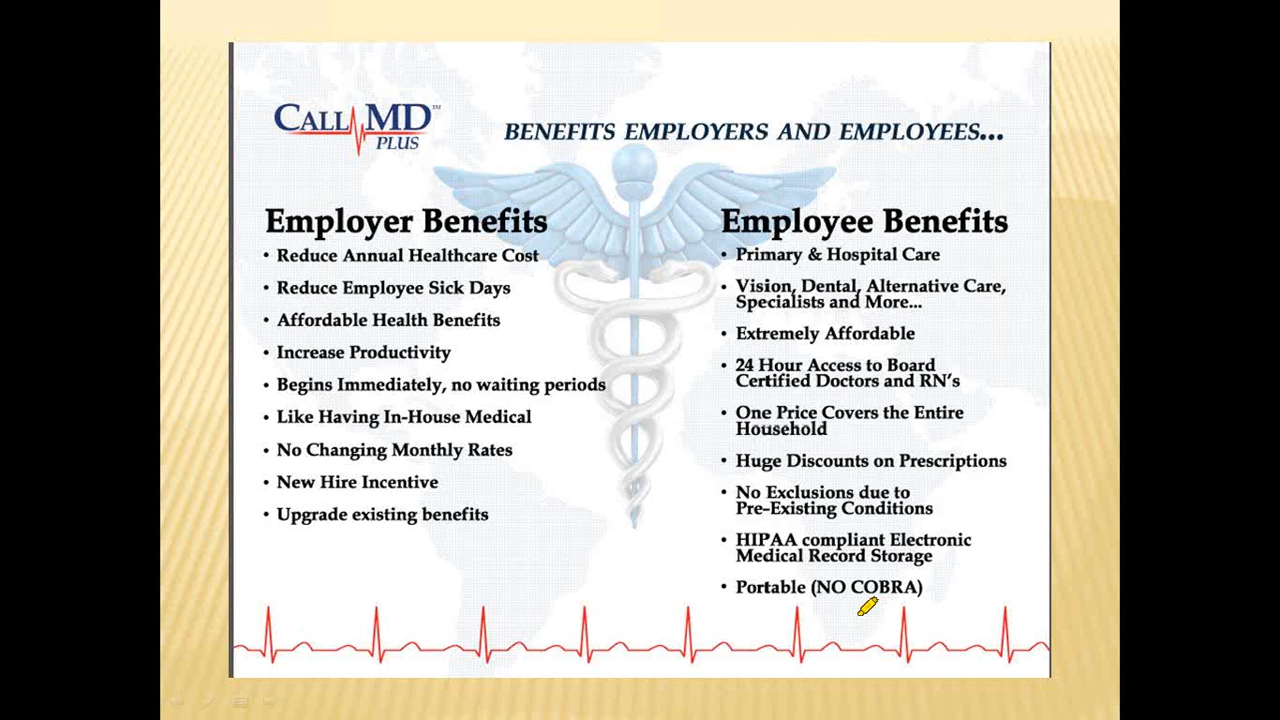 CALL MD™
PLUS
BENEFITS EMPLOYERS AND EMPLOYEES...
Employer Benefits
• Reduce Annual Healthcare Cost
• Reduce Employee Sick Days
• Affordable Health Benefits
• Increase Productivity
• Begins Immediately, no waiting periods
• Like Having In-House Medical
• No Changing Monthly Rates
• New Hire Incentive
• Upgrade existing benefits
Employee Benefits
• Primary & Hospital Care
• Vision, Dental, Alternative Care,
Specialists and More...
• Extremely Affordable
• 24 Hour Access to Board
Certified Doctors and RN's
• One Price Covers the Entire
Household
• Huge Discounts on Prescriptions
• No Exclusions due to
Pre-Existing Conditions
• HIPAA compliant Electronic
Medical Record Storage
• Portable (NO COBRA)